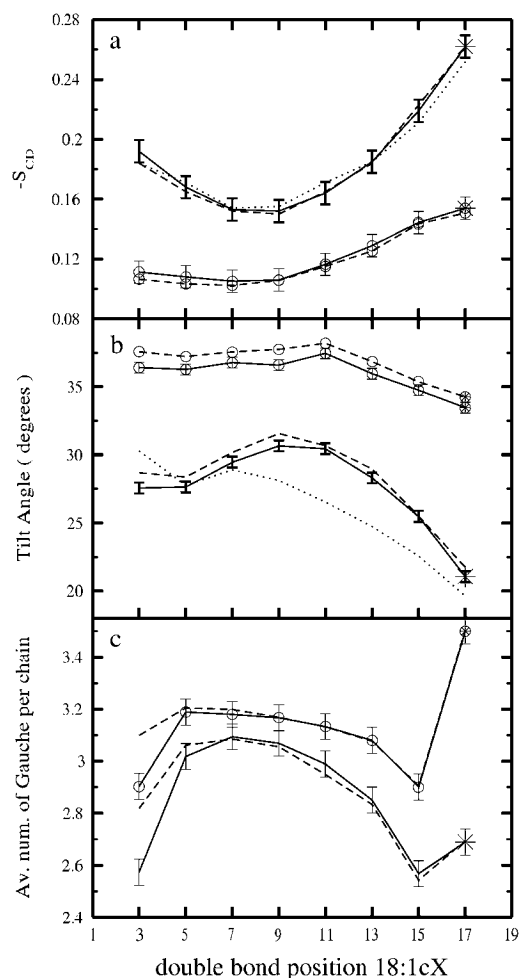 0.28
a
0.24
0.2
-S_CD
0.16
0.12
0.08
b
35
30
Tilt Angle ( degrees )
25
20
c
3.4
3.2
Av. num. of Gauche per chain
3
2.8
2.6
2.4
1 3 5 7 9 11 13 15 17 19
double bond position 18:1cX